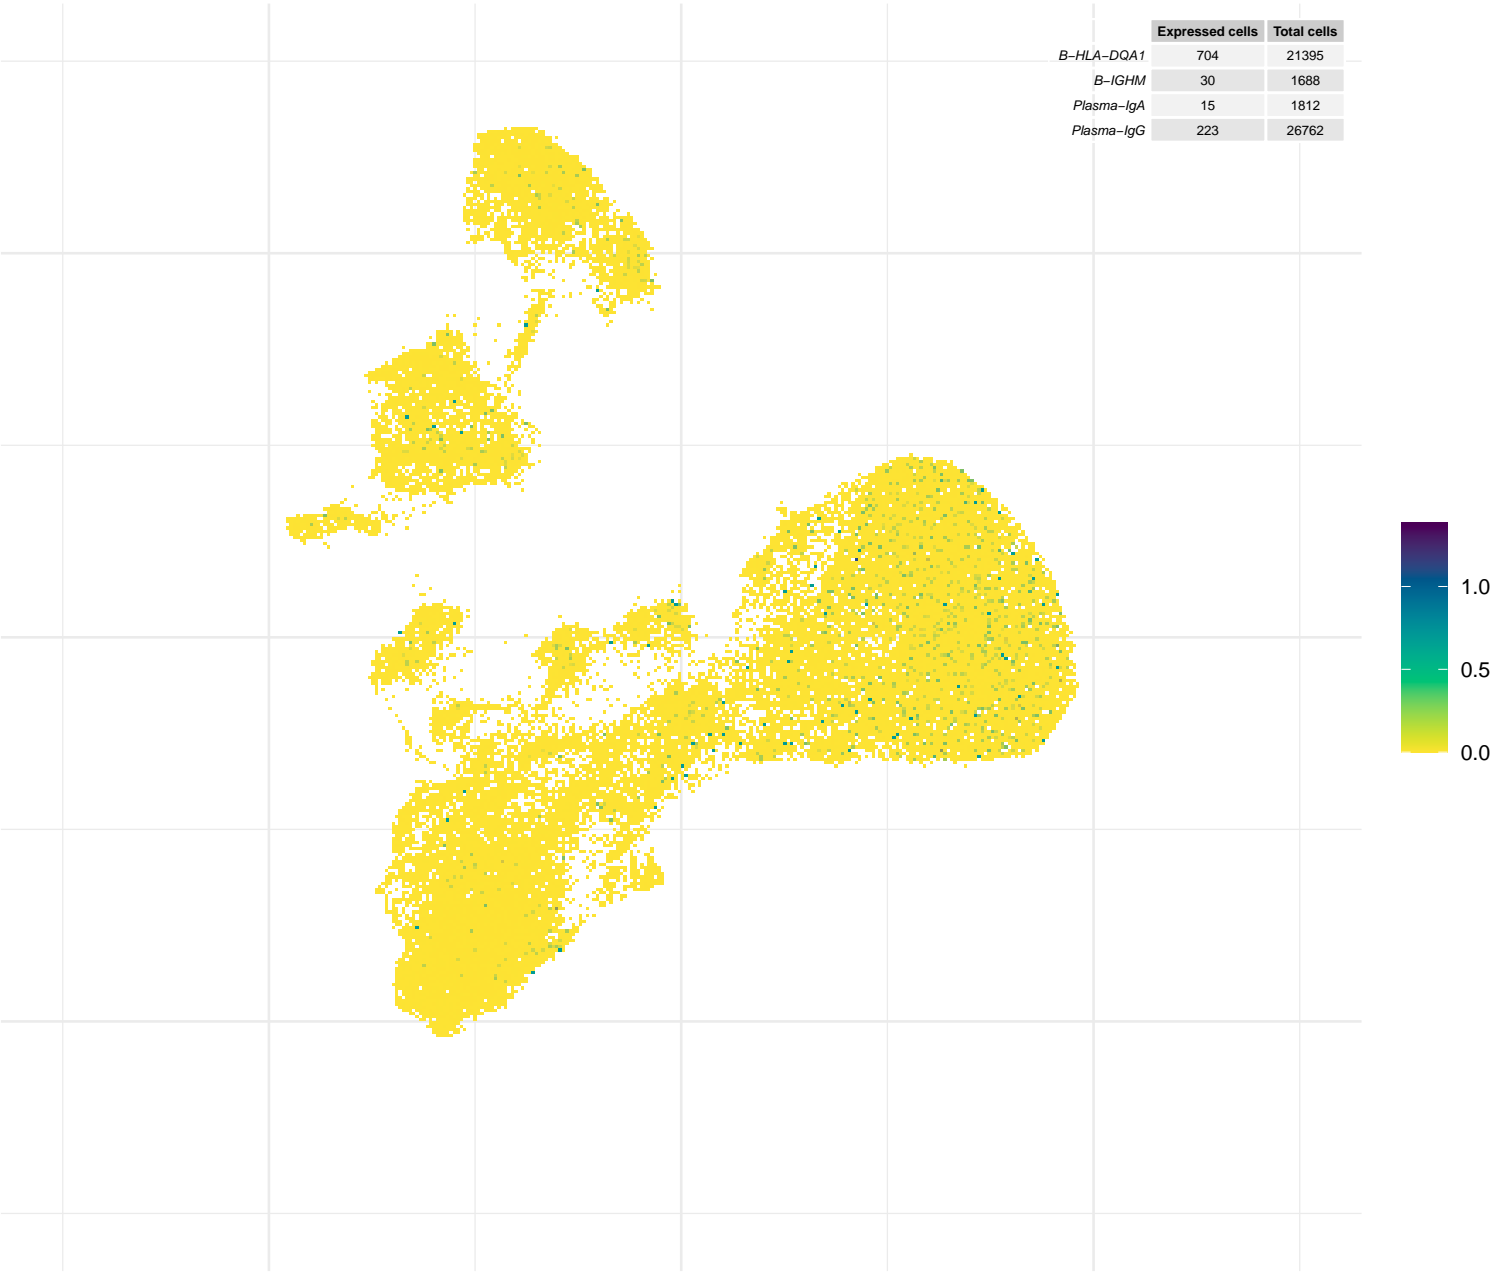 Expressed cells Total cells
B−HLA−DQA1 704 21395
B−IGHM 30 1688
Plasma−IgA 15 1812
Plasma−IgG 223 26762
1.0
0.5
0.0